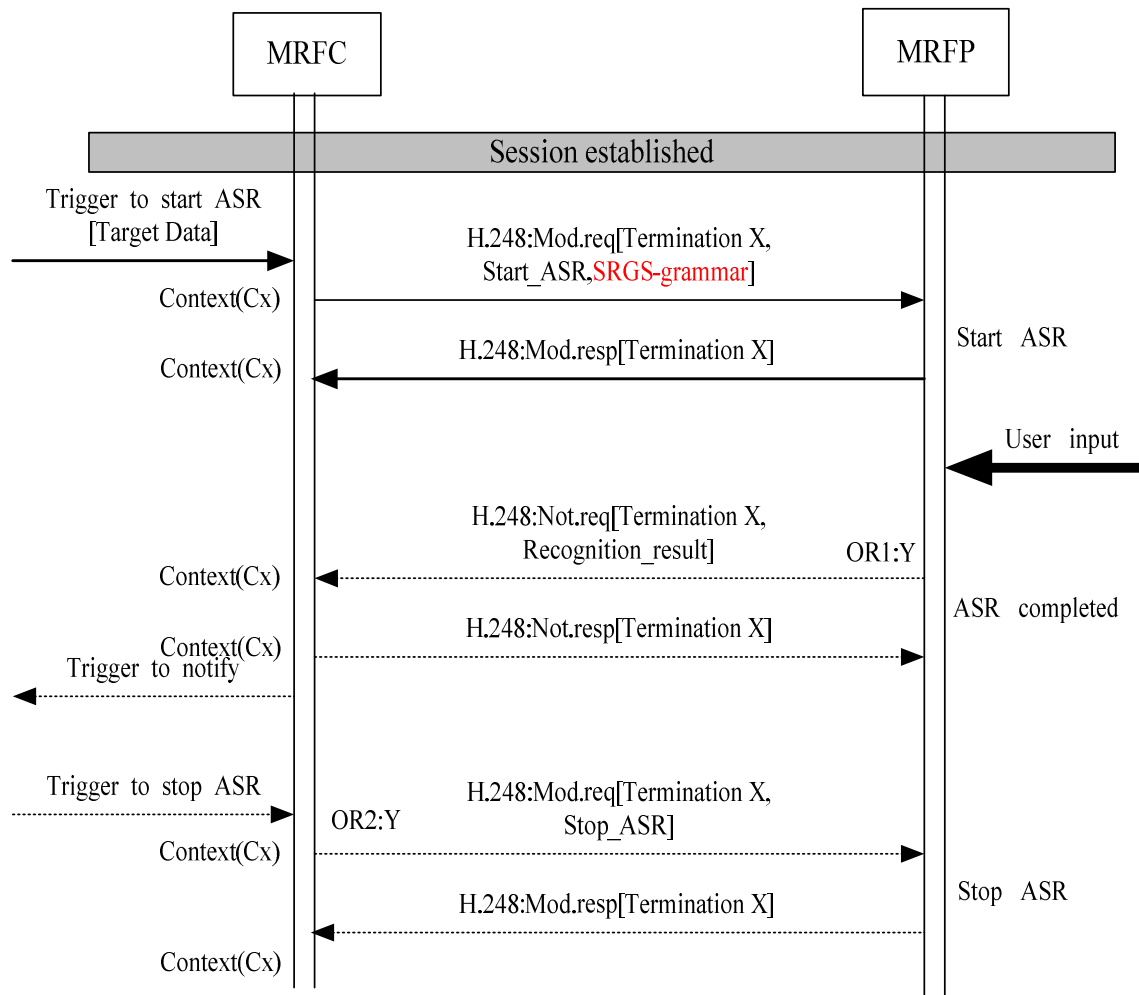 MRFC
MRFP
Session established
Trigger to start ASR
[Target Data]
H.248:Mod.req[Termination X,
Start_ASR,SRGS-grammar]
Context(Cx)
Start ASR
H.248:Mod.resp[Termination X]
Context(Cx)
User input
H.248:Not.req[Termination X,
Recognition_result]
OR1:Y
Context(Cx)
ASR completed
H.248:Not.resp[Termination X]
Context(Cx)
Trigger to notify
Trigger to stop ASR
H.248:Mod.req[Termination X,
Stop_ASR]
OR2:Y
Context(Cx)
Stop ASR
H.248:Mod.resp[Termination X]
Context(Cx)